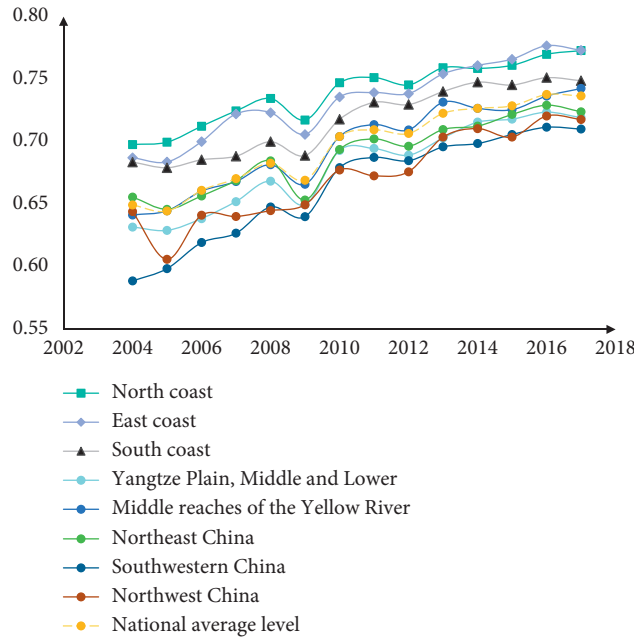 0.80
0.75
0.70
0.65
0.60
0.55
2002 2004 2006 2008 2010 2012 2014 2016 2018
North coast
East coast
South coast
Yangtze Plain, Middle and Lower
Middle reaches of the Yellow River
Northeast China
Southwestern China
Northwest China
National average level